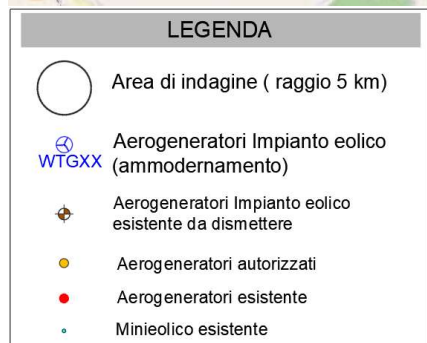 LEGENDA
Area di indagine ( raggio 5 km)
WTGXX
Aerogeneratori Impianto eolico
(ammodernamento)
Aerogeneratori Impianto eolico
esistente da dismettere
Aerogeneratori autorizzati
Aerogeneratori esistente
Minieolico esistente